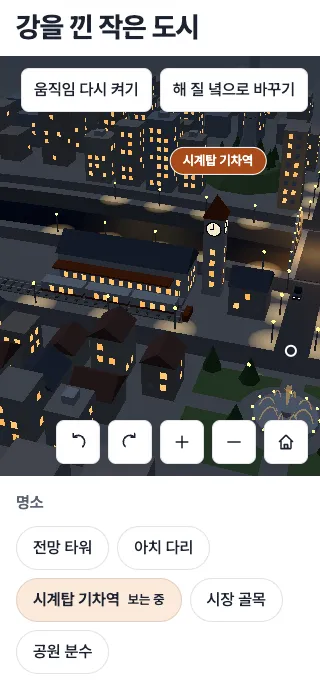 강을 낀 작은 도시
움직임 다시 켜기
해 질 녘으로 바꾸기
시계탑 기차역
명소
전망 타워
아치 다리
시계탑 기차역 보는 중
시장 골목
공원 분수